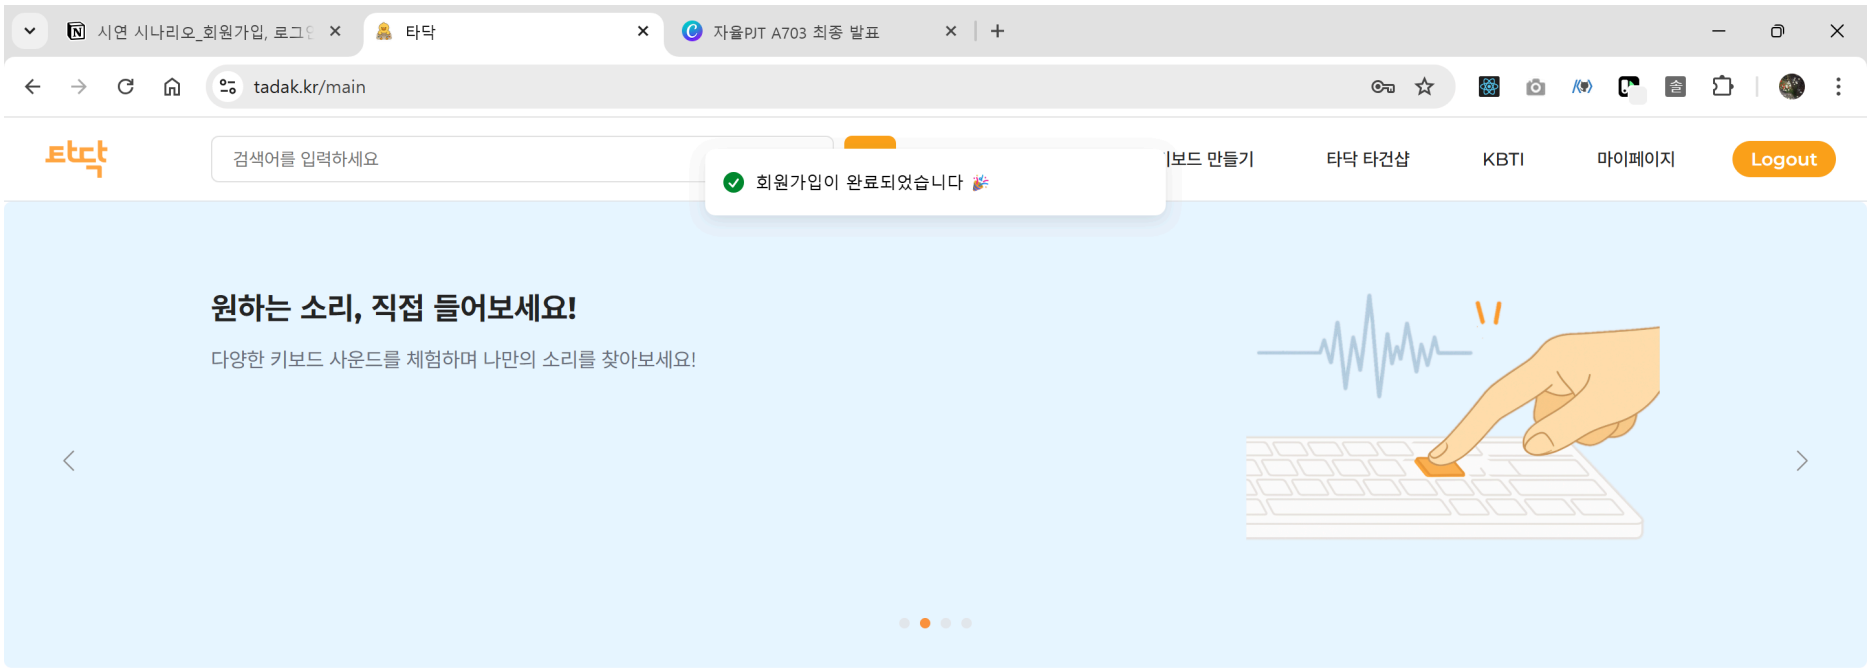 시연 시나리오_회원가입, 로그인
타닥
자율PJT A703 최종 발표
tadak.kr/main
솔
타닥
검색어를 입력하세요
키보드 만들기
타닥 타건샵
KBTI
마이페이지
Logout
회원가입이 완료되었습니다 🎉
원하는 소리, 직접 들어보세요!
다양한 키보드 사운드를 체험하며 나만의 소리를 찾아보세요!